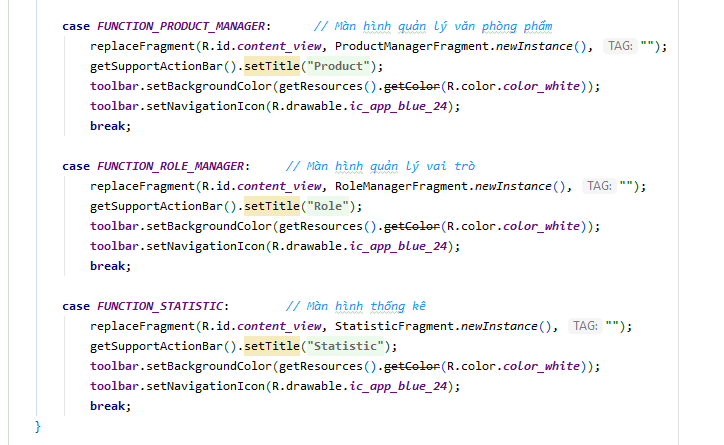 case FUNCTION_PRODUCT_MANAGER: // Màn hình quản lý văn phòng phẩm
replaceFragment(R.id.content_view, ProductManagerFragment.newInstance(), TAG: "");
getSupportActionBar().setTitle("Product");
toolbar.setBackgroundColor(getResources().getColor(R.color.color_white));
toolbar.setNavigationIcon(R.drawable.ic_app_blue_24);
break;
case FUNCTION_ROLE_MANAGER: // Màn hình quản lý vai trò
replaceFragment(R.id.content_view, RoleManagerFragment.newInstance(), TAG: "");
getSupportActionBar().setTitle("Role");
toolbar.setBackgroundColor(getResources().getColor(R.color.color_white));
toolbar.setNavigationIcon(R.drawable.ic_app_blue_24);
break;
case FUNCTION_STATISTIC: // Màn hình thống kê
replaceFragment(R.id.content_view, StatisticFragment.newInstance(), TAG: "");
getSupportActionBar().setTitle("Statistic");
toolbar.setBackgroundColor(getResources().getColor(R.color.color_white));
toolbar.setNavigationIcon(R.drawable.ic_app_blue_24);
break;
}